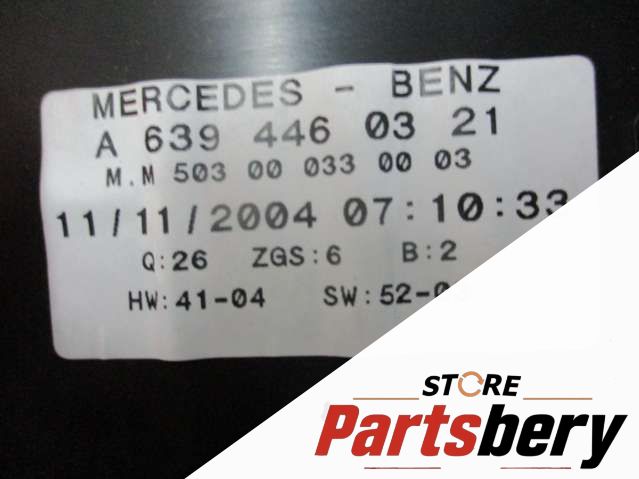 MERCEDES - BENZ
A 639 446 03 21
M.M 503 00 033 00 03
11/11/2004 07:10:33
Q:26 ZGS:6 B:2
HW:41-04
STORE
Partsbery